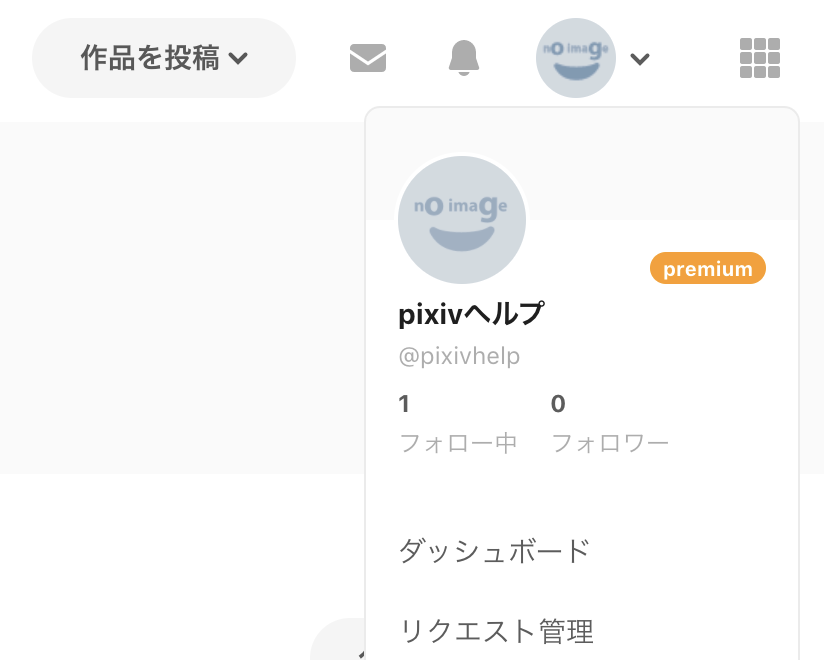 作品を投稿
no image
no image
premium
pixivヘルプ
@pixivhelp
1 0
フォロー中 フォロワー
ダッシュボード
リクエスト管理